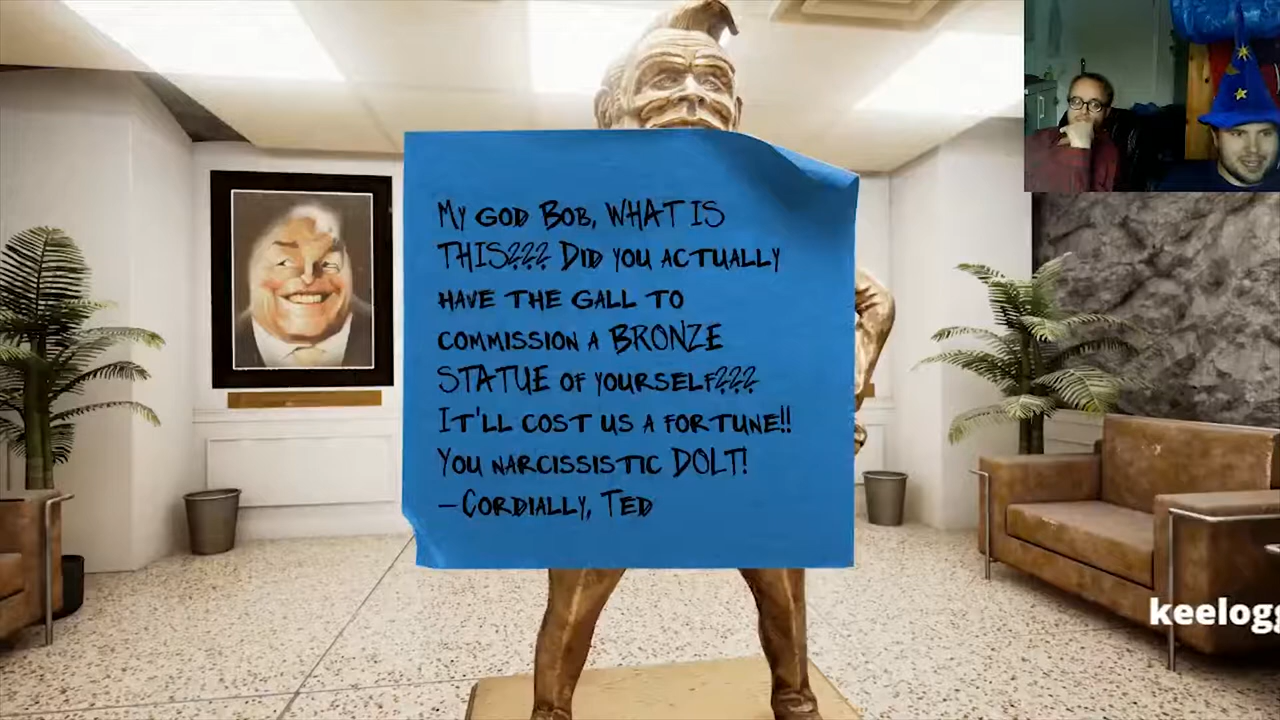 MY GOD BOB, WHAT IS
THIS??? DID YOU ACTUALLY
HAVE THE GALL TO
COMMISSION A BRONZE
STATUE OF YOURSELF???
IT'LL COST US A FORTUNE!!
YOU NARCISSISTIC DOLT!
–CORDIALLY, TED
keelogg